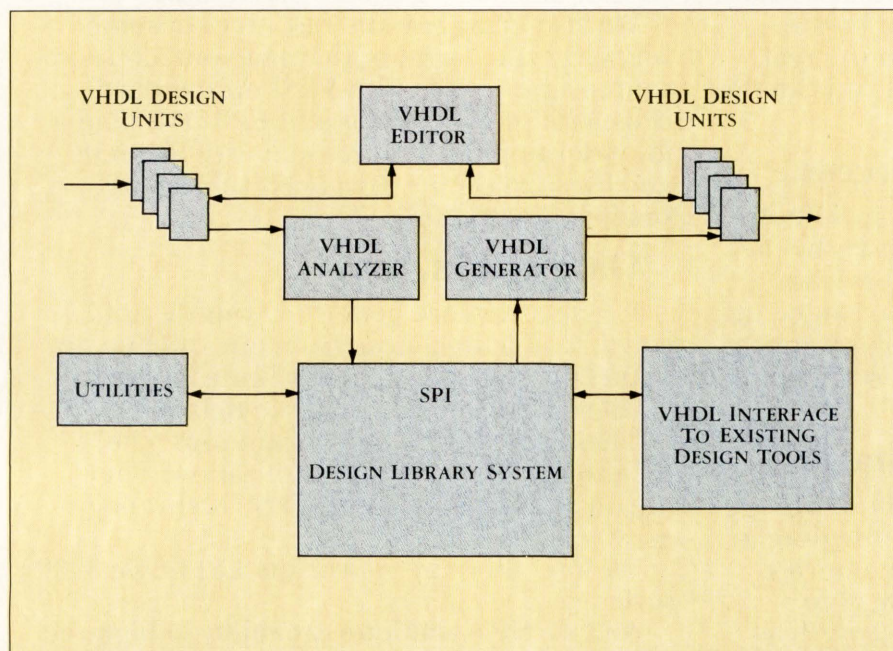 VHDL DESIGN
UNITS
VHDL
EDITOR
VHDL DESIGN
UNITS
VHDL
ANALYZER
VHDL
GENERATOR
UTILITIES
SPI
DESIGN LIBRARY SYSTEM
VHDL INTERFACE
TO EXISTING
DESIGN TOOLS